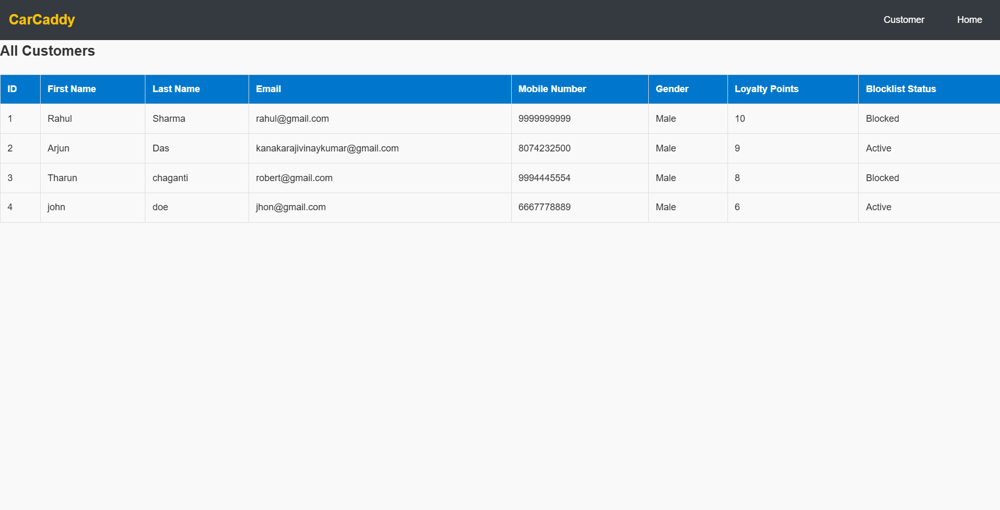 CarCaddy Customer Home
All Customers
ID First Name Last Name Email Mobile Number Gender Loyalty Points Blocklist Status
1 Rahul Sharma rahul@gmail.com 9999999999 Male 10 Blocked
2 Arjun Das kanakarajivinaykumar@gmail.com 8074232500 Male 9 Active
3 Tharun chaganti robert@gmail.com 9994445554 Male 8 Blocked
4 john doe jhon@gmail.com 6667778889 Male 6 Active